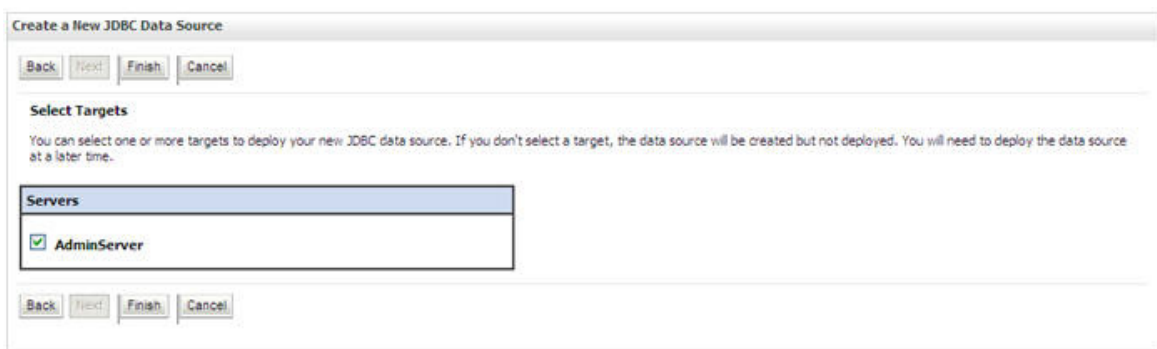 Create a New JDBC Data Source
Back Next Finish Cancel
Select Targets
You can select one or more targets to deploy your new JDBC data source. If you don't select a target, the data source will be created but not deployed. You will need to deploy the data source
at a later time.
Servers
AdminServer
Back Next Finish Cancel